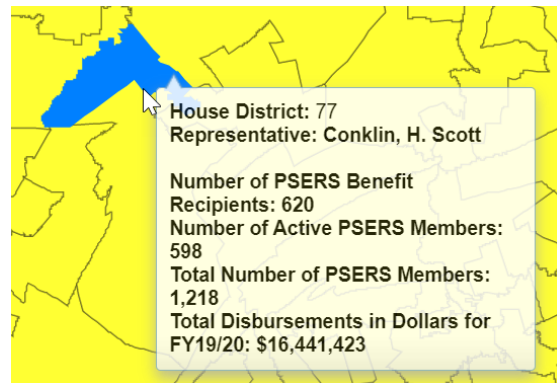 House District: 77
Representative: Conklin, H. Scott
Number of PSERS Benefit
Recipients: 620
Number of Active PSERS Members:
598
Total Number of PSERS Members:
1,218
Total Disbursements in Dollars for
FY19/20: $16,441,423